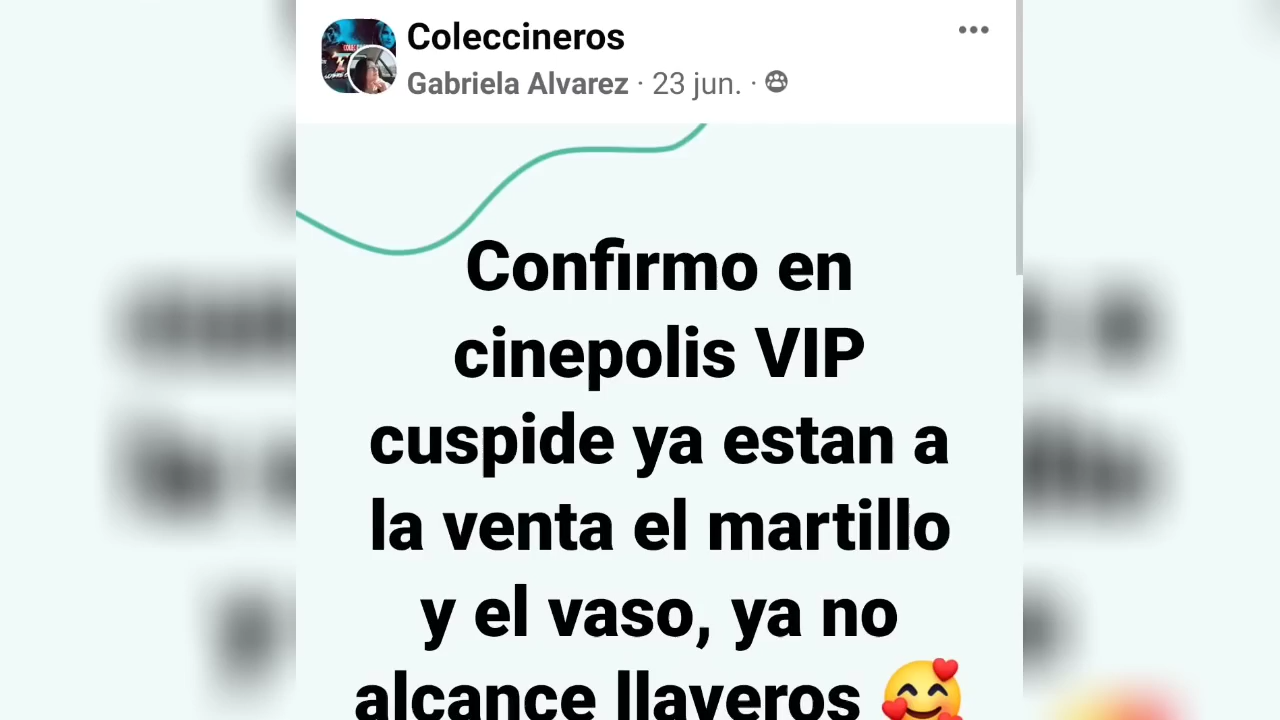 Coleccineros
Gabriela Alvarez · 23 jun. ·
Confirmo en
cinepolis VIP
cuspide ya estan a
la venta el martillo
y el vaso, ya no
alcance llaveros 🥰